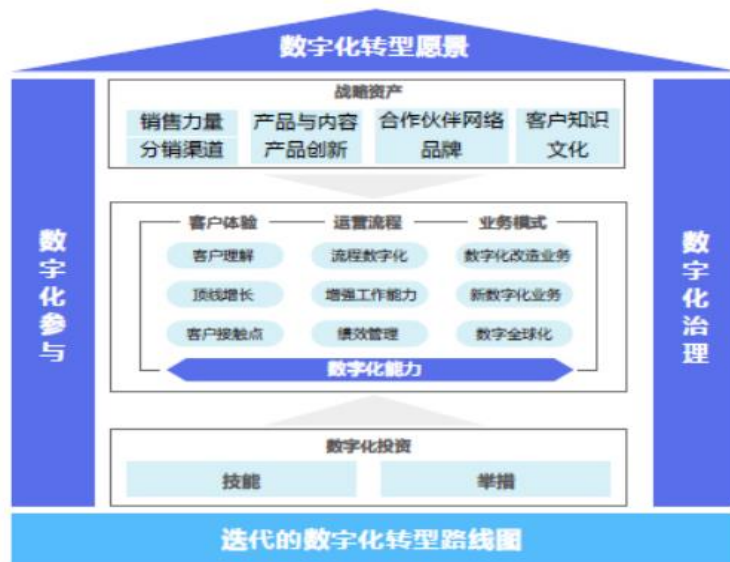 数字化转型愿景
战略资产
销售力量 产品与内容 合作伙伴网络 客户知识
分销渠道 产品创新 品牌 文化
数字化参与
客户体验 运营流程 业务模式
客户理解 流程数字化 数字化改造业务
顶线增长 增强工作能力 新数字化业务
客户接触点 绩效管理 数字全球化
数字化能力
数字化治理
数字化投资
技能 举措
迭代的数字化转型路线图